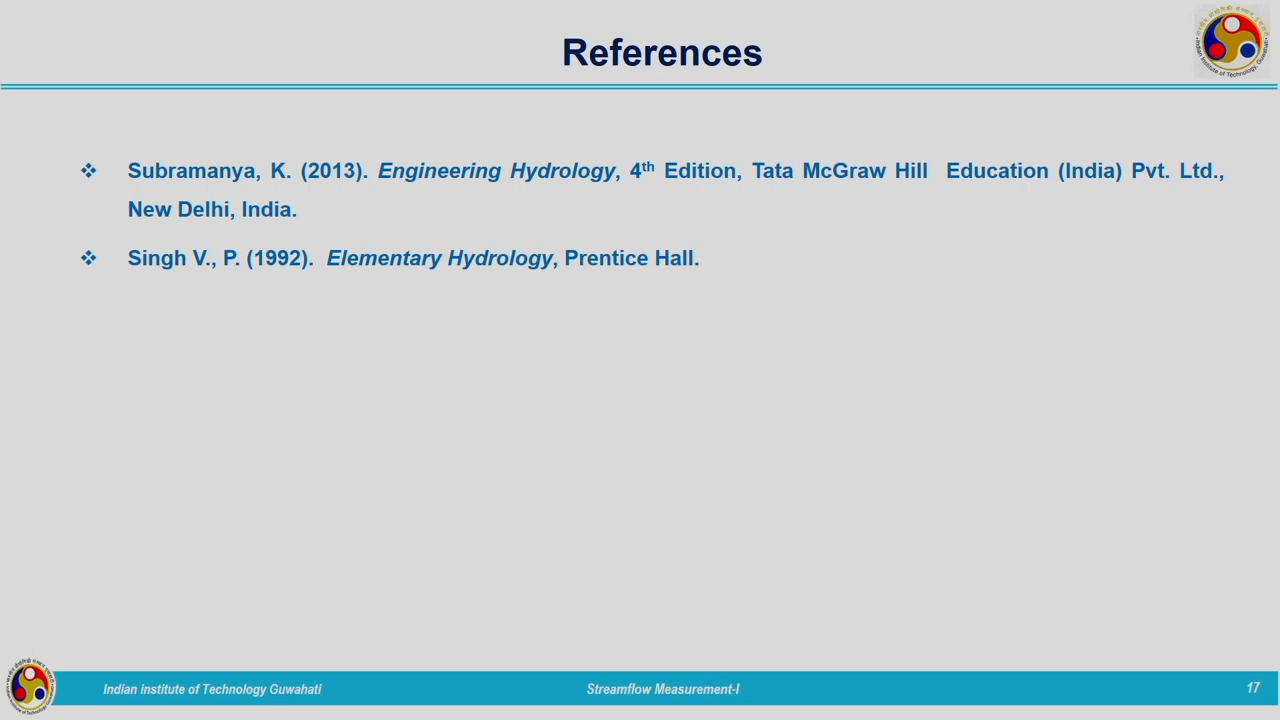 References
❖ Subramanya, K. (2013). Engineering Hydrology, 4th Edition, Tata McGraw Hill Education (India) Pvt. Ltd.,
New Delhi, India.
❖ Singh V., P. (1992). Elementary Hydrology, Prentice Hall.
Indian institute of Technology Guwahati
Streamflow Measurement-I
17